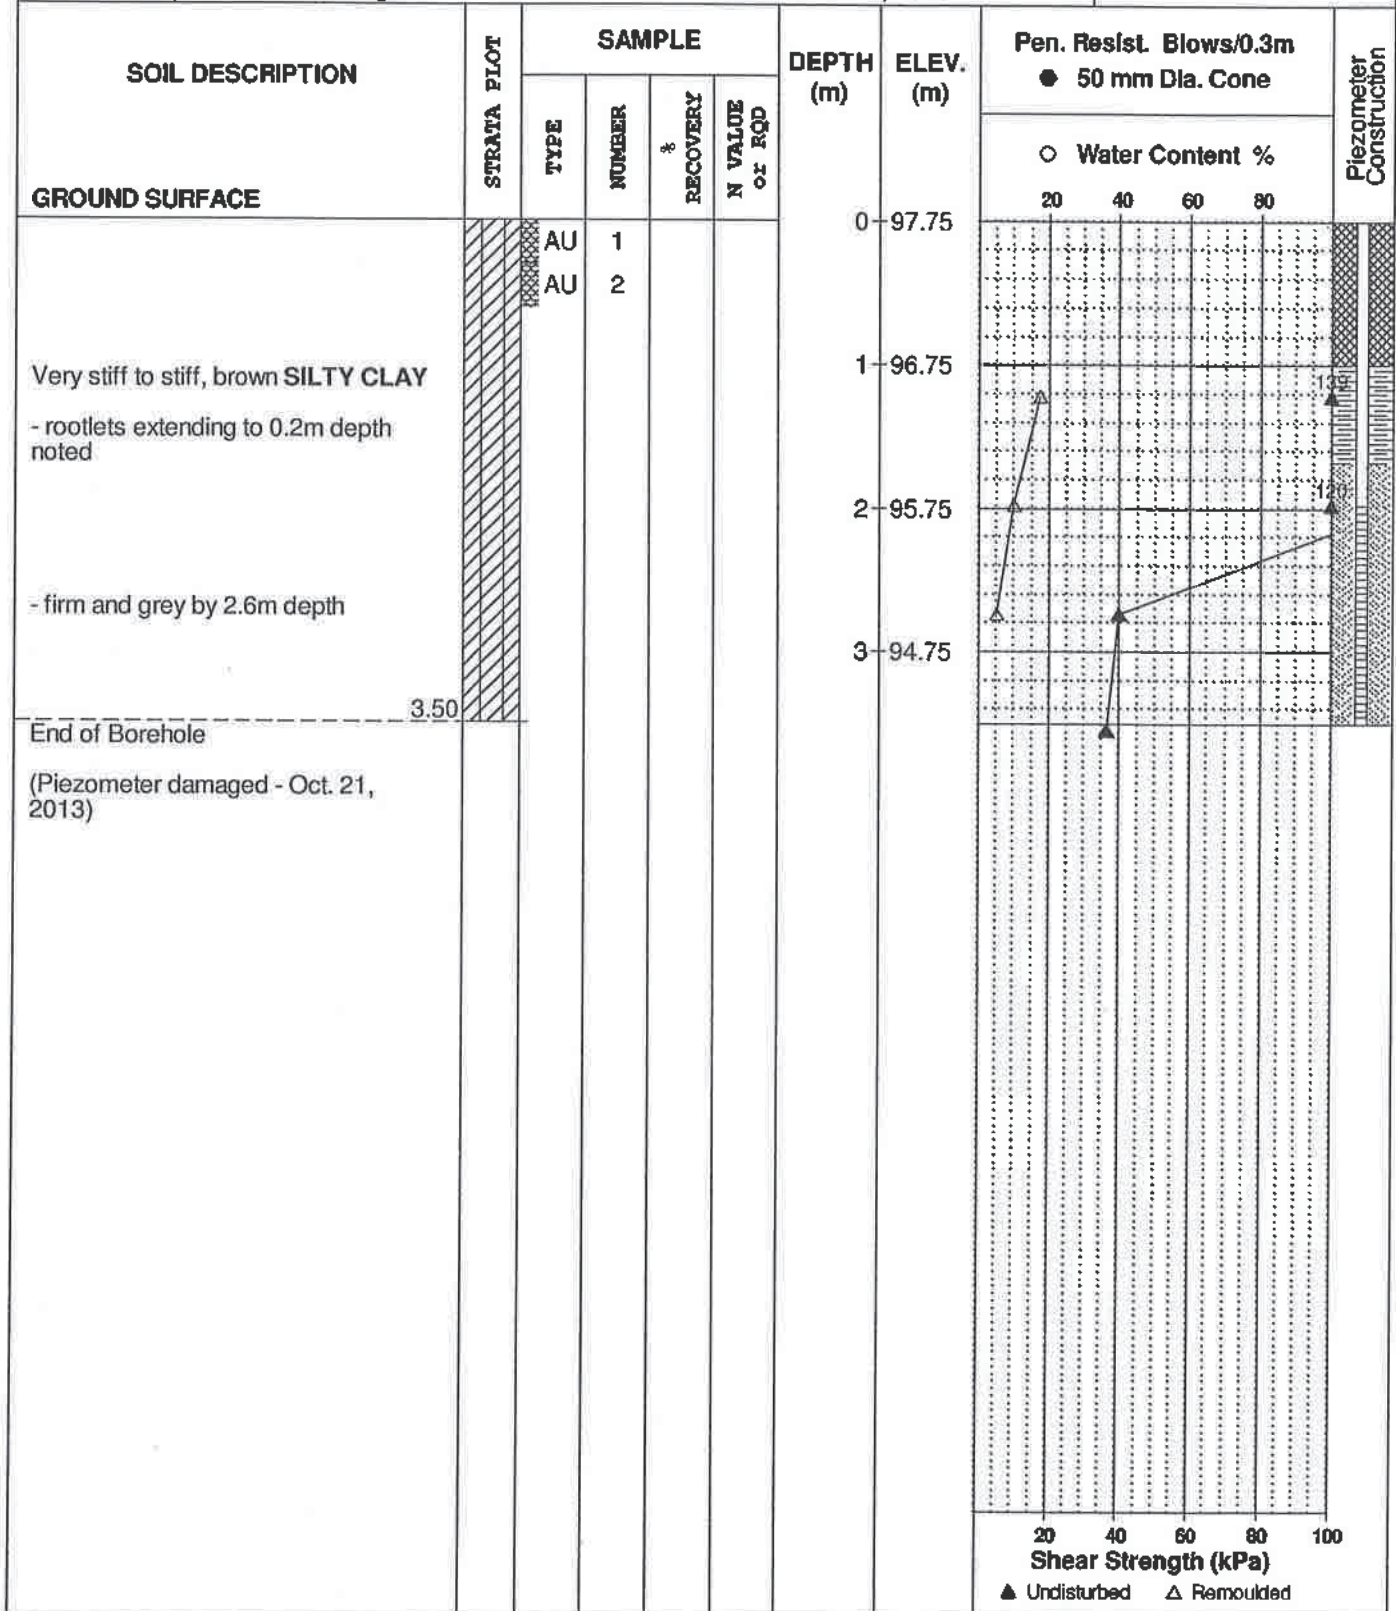 SOIL DESCRIPTION
GROUND SURFACE
STRATA PLOT
SAMPLE
TYPE
NUMBER
%
RECOVERY
N VALUE
or RQD
DEPTH
(m)
ELEV.
(m)
Pen. Resist. Blows/0.3m
● 50 mm Dia. Cone
○ Water Content %
20 40 60 80
Piezometer
Construction
0 97.75
AU 1
AU 2
Very stiff to stiff, brown SILTY CLAY
1 96.75
139
- rootlets extending to 0.2m depth
noted
120
2 95.75
- firm and grey by 2.6m depth
3 94.75
3.50
End of Borehole
(Piezometer damaged - Oct. 21,
2013)
20 40 60 80 100
Shear Strength (kPa)
▲ Undisturbed △ Remoulded